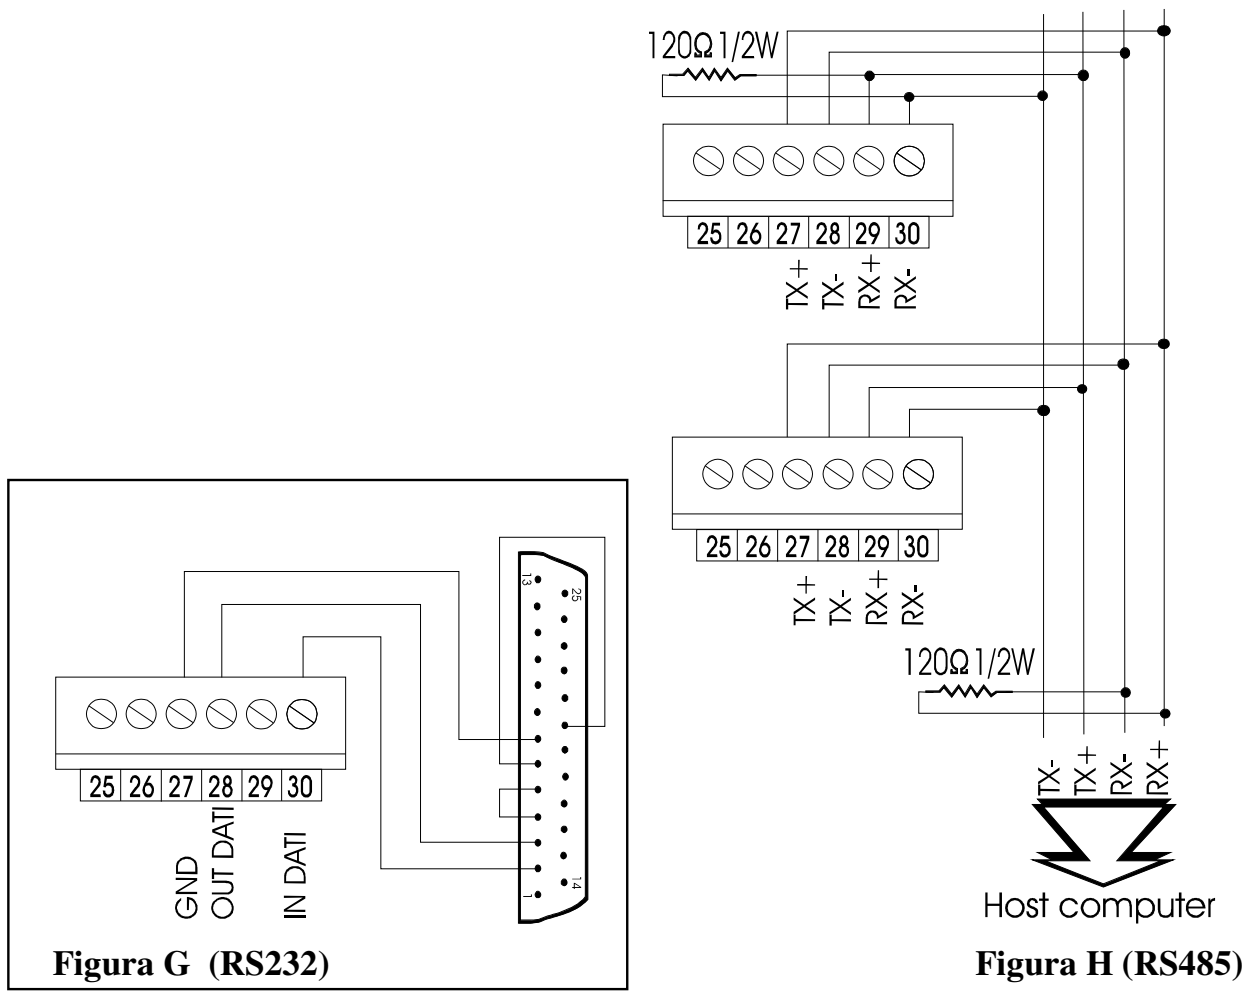 120Ω 1/2W
25 26 27 28 29 30
TX+ TX- RX+ RX-
25 26 27 28 29 30
TX+ TX- RX+ RX-
120Ω 1/2W
TX- TX+ RX- RX+
Host computer
Figura H (RS485)
13
25
14
1
25 26 27 28 29 30
GND OUT DATI IN DATI
Figura G (RS232)